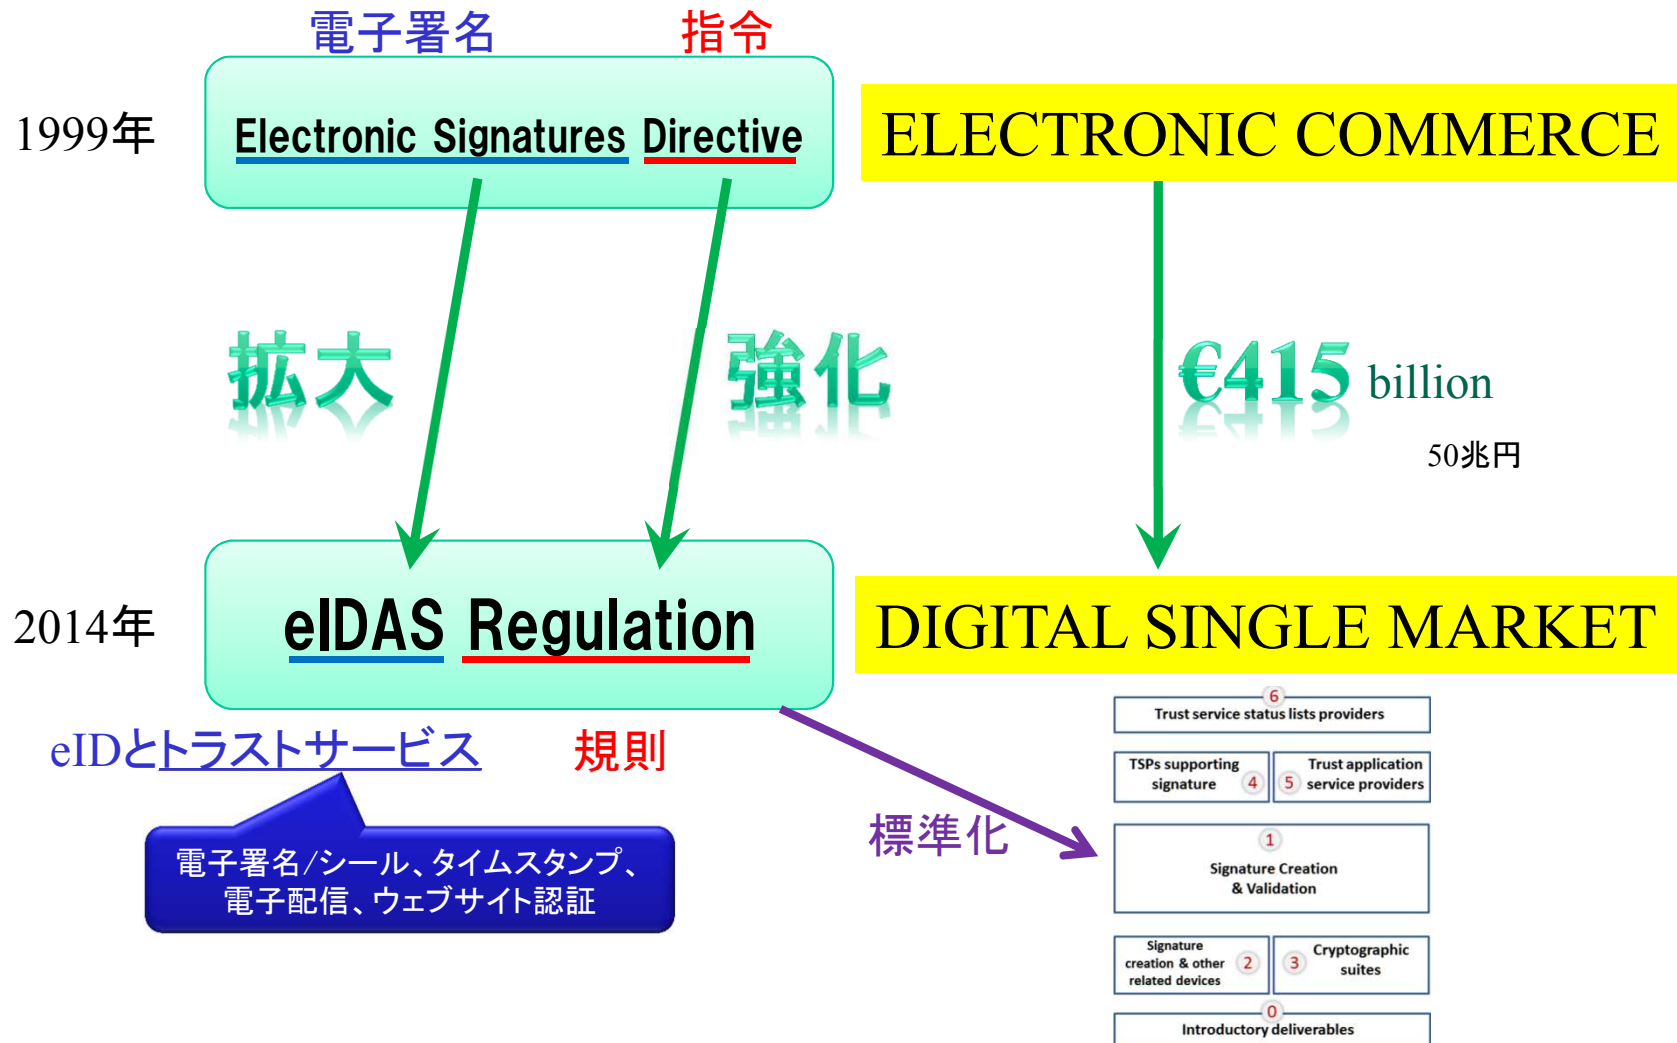 電子署名 指令
1999年 Electronic Signatures Directive ELECTRONIC COMMERCE
拡大 強化 €415 billion
50兆円
2014年 eIDAS Regulation DIGITAL SINGLE MARKET
eIDとトラストサービス 規則
電子署名/シール、タイムスタンプ、
電子配信、ウェブサイト認証
標準化
6
Trust service status lists providers
TSPs supporting
signature 4
5 Trust application
service providers
1
Signature Creation
& Validation
Signature
creation & other
related devices 2
3 Cryptographic
suites
0
Introductory deliverables